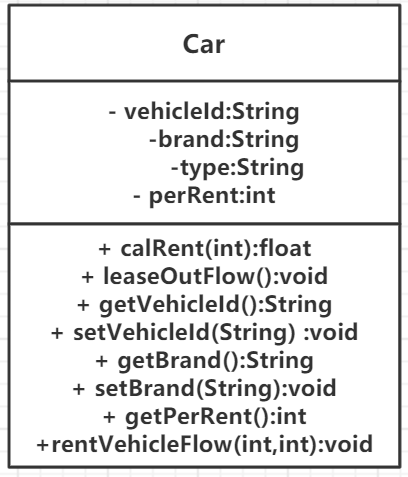 Car
- vehicleId:String
-brand:String
-type:String
- perRent:int
+ calRent(int):float
+ leaseOutFlow():void
+ getVehicleId():String
+ setVehicleId(String) :void
+ getBrand():String
+ setBrand(String):void
+ getPerRent():int
+rentVehicleFlow(int,int):void